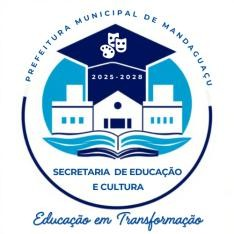 PREFEITURA MUNICIPAL DE MANDAGUAÇU
2025-2028
SECRETARIA DE EDUCAÇÃO
E CULTURA
Educação em Transformação